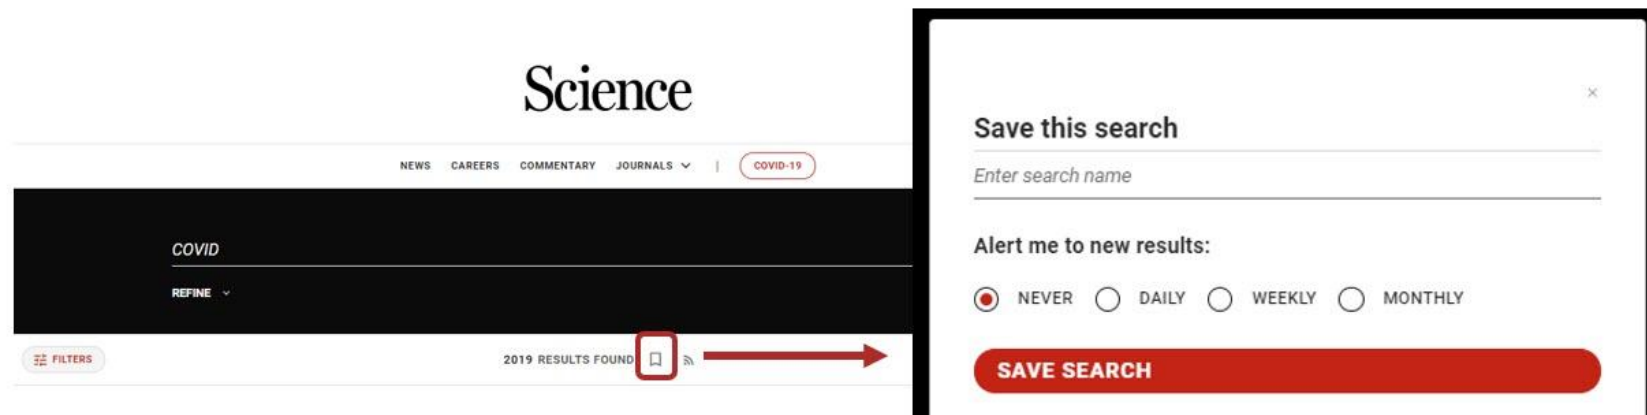 Science
NEWS CAREERS COMMENTARY JOURNALS | COVID-19
COVID
REFINE
FILTERS
2019 RESULTS FOUND
×
Save this search
Enter search name
Alert me to new results:
NEVER DAILY WEEKLY MONTHLY
SAVE SEARCH